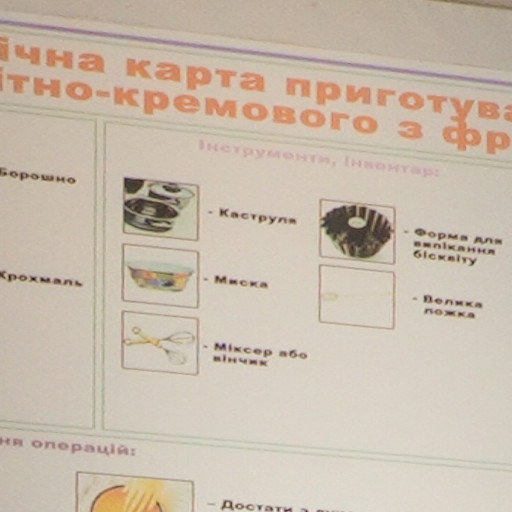 ічна карта приготува
ітно-кремового з фр
Інструменти, інвентар:
Борошно
- Каструля
- Форма для
випікання
бісквіту
Крохмаль
- Миска
- Велика
ложка
- Міксер або
вінчик
ня операцій:
- Достати з